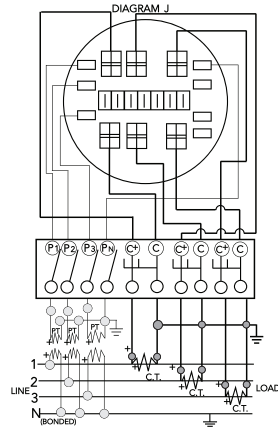 DIAGRAM J
P1 P2 P3 PN C+ C C+ C C+ C
PT PT PT
+ + +
1
+ C.T.
2
LINE + C.T. LOAD
3
+ C.T.
N
(BONDED)